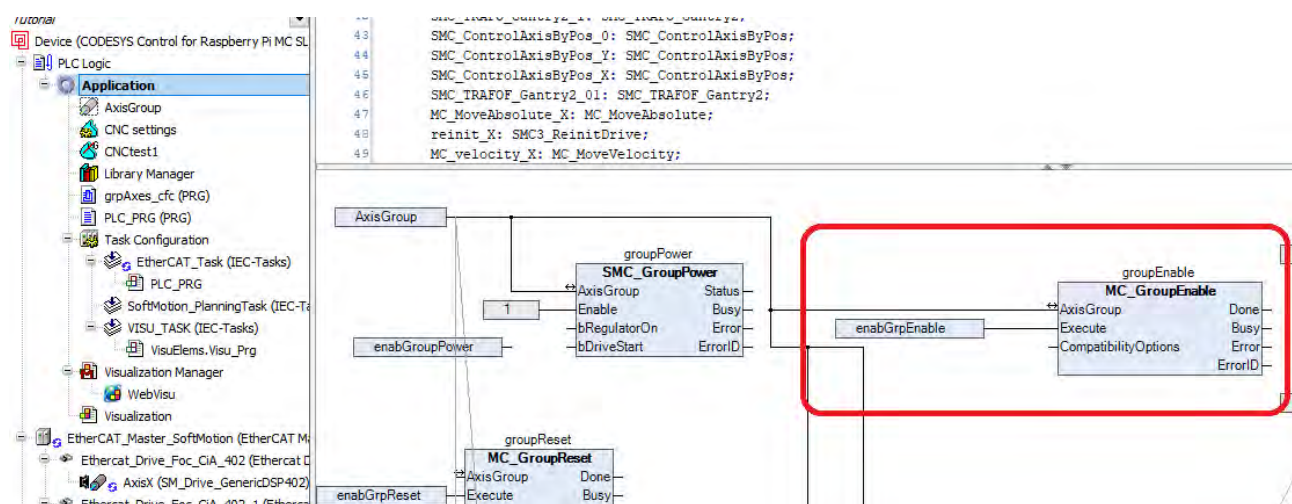 Tutorial
Device (CODESYS Control for Raspberry Pi MC SL
PLC Logic
Application
AxisGroup
CNC settings
CNCtest1
Library Manager
grpAxes_cfc (PRG)
PLC_PRG (PRG)
Task Configuration
EtherCAT_Task (IEC-Tasks)
PLC_PRG
SoftMotion_PlanningTask (IEC-Ta
VISU_TASK (IEC-Tasks)
VisuElems.Visu_Prg
Visualization Manager
WebVisu
Visualization
EtherCAT_Master_SoftMotion (EtherCAT Ma
Ethercat_Drive_Foc_CiA_402 (Ethercat D
AxisX (SM_Drive_GenericDSP402)
Ethercat_Drive_Foc_CiA_402_1 (Etherca
43 SMC_ControlAxisByPos_0: SMC_ControlAxisByPos;
44 SMC_ControlAxisByPos_Y: SMC_ControlAxisByPos;
45 SMC_ControlAxisByPos_X: SMC_ControlAxisByPos;
46 SMC_TRAFOF_Gantry2_01: SMC_TRAFOF_Gantry2;
47 MC_MoveAbsolute_X: MC_MoveAbsolute;
48 reinit_X: SMC3_ReinitDrive;
49 MC_velocity_X: MC_MoveVelocity;
AxisGroup
groupPower
SMC_GroupPower
AxisGroup Status
1 Enable Busy
bRegulatorOn Error
enabGroupPower bDriveStart ErrorID
groupEnable
MC_GroupEnable
AxisGroup Done
enabGrpEnable Execute Busy
CompatibilityOptions Error
ErrorID
groupReset
MC_GroupReset
AxisGroup Done
enabGrpReset Execute Busy